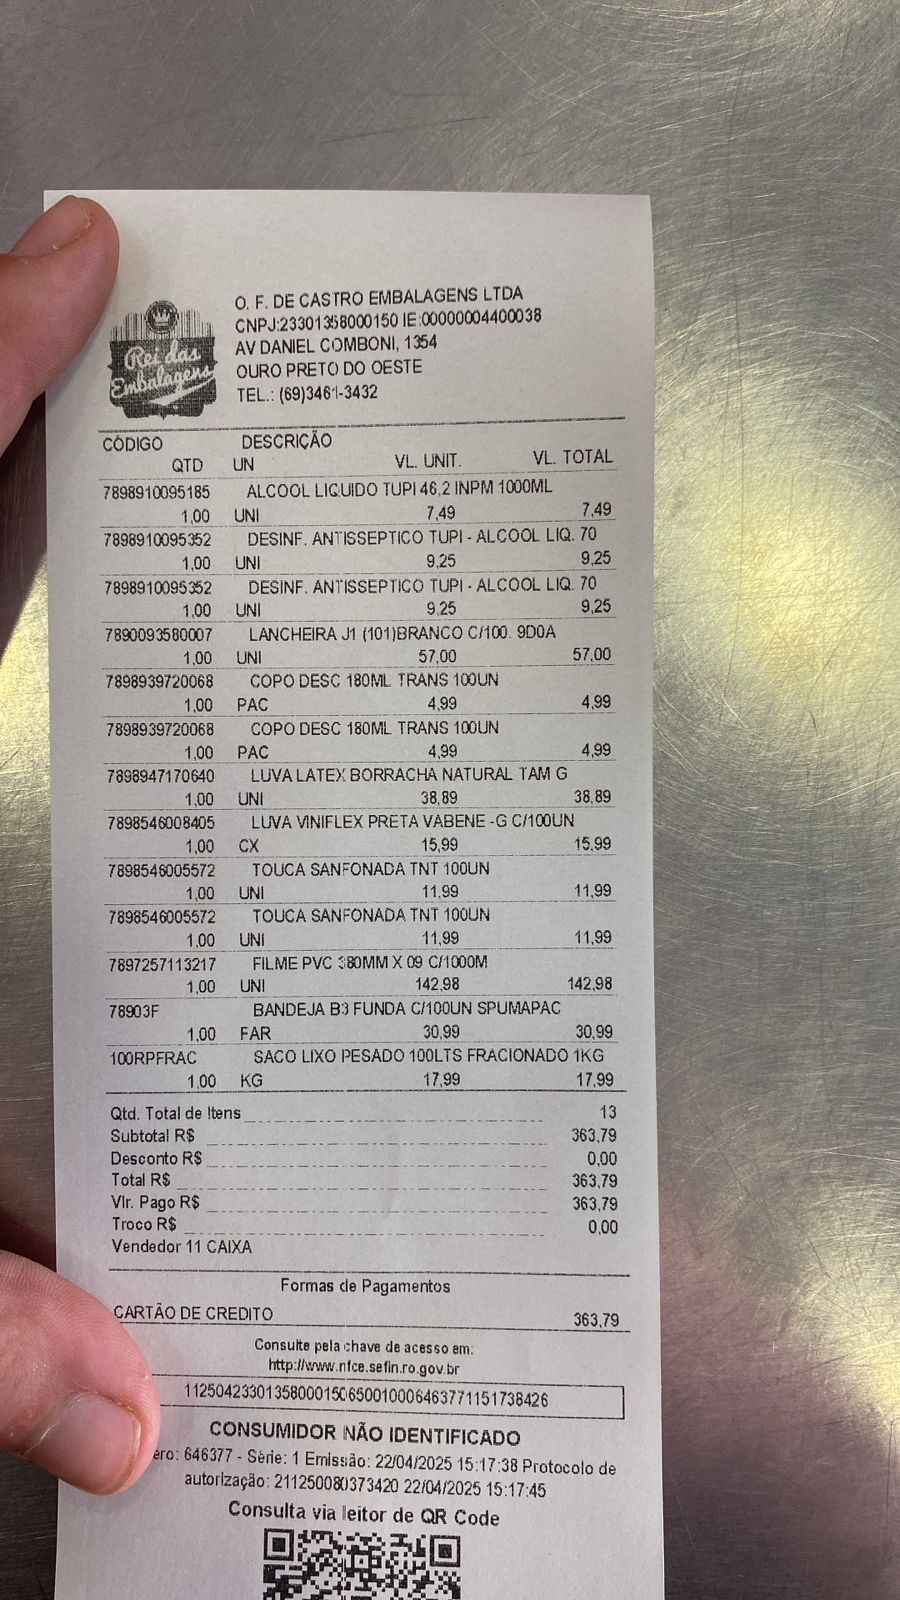 Rei das
Embalagens
O. F. DE CASTRO EMBALAGENS LTDA
CNPJ:23301358000150 IE:00000004400038
AV DANIEL COMBONI, 1354
OURO PRETO DO OESTE
TEL.: (69)3461-3432
CÓDIGO DESCRIÇÃO
QTD UN VL. UNIT. VL. TOTAL
7898910095185 ALCOOL LIQUIDO TUPI 46,2 INPM 1000ML
1,00 UNI 7,49 7,49
7898910095352 DESINF. ANTISSEPTICO TUPI - ALCOOL LIQ. 70
1,00 UNI 9,25 9,25
7898910095352 DESINF. ANTISSEPTICO TUPI - ALCOOL LIQ. 70
1,00 UNI 9,25 9,25
7890093580007 LANCHEIRA J1 (101)BRANCO C/100. 9D0A
1,00 UNI 57,00 57,00
7898939720068 COPO DESC 180ML TRANS 100UN
1,00 PAC 4,99 4,99
7898939720068 COPO DESC 180ML TRANS 100UN
1,00 PAC 4,99 4,99
7898947170640 LUVA LATEX BORRACHA NATURAL TAM G
1,00 UNI 38,89 38,89
7898546008405 LUVA VINIFLEX PRETA VABENE -G C/100UN
1,00 CX 15,99 15,99
7898546005572 TOUCA SANFONADA TNT 100UN
1,00 UNI 11,99 11,99
7898546005572 TOUCA SANFONADA TNT 100UN
1,00 UNI 11,99 11,99
7897257113217 FILME PVC 380MM X 09 C/1000M
1,00 UNI 142,98 142,98
78903F BANDEJA B3 FUNDA C/100UN SPUMAPAC
1,00 FAR 30,99 30,99
100RPFRAC SACO LIXO PESADO 100LTS FRACIONADO 1KG
1,00 KG 17,99 17,99
Qtd. Total de Itens 13
Subtotal R$ 363,79
Desconto R$ 0,00
Total R$ 363,79
Vlr. Pago R$ 363,79
Troco R$ 0,00
Vendedor 11 CAIXA
Formas de Pagamentos
CARTÃO DE CREDITO 363,79
Consulte pela chave de acesso em:
http://www.nfce.sefin.ro.gov.br
11250423301358000150650010006463771151738426
CONSUMIDOR NÃO IDENTIFICADO
ero: 646377 - Série: 1 Emissão: 22/04/2025 15:17:38 Protocolo de
autorização: 211250080373420 22/04/2025 15:17:45
Consulta via leitor de QR Code